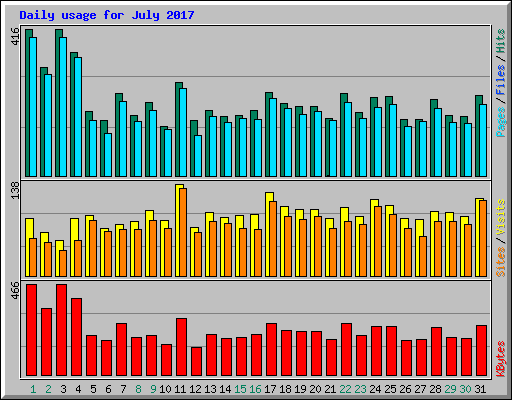 Daily usage for July 2017
416
Pages / Files / Hits
138
Sites / Visits
466
KBytes
1 2 3 4 5 6 7 8 9 10 11 12 13 14 15 16 17 18 19 20 21 22 23 24 25 26 27 28 29 30 31